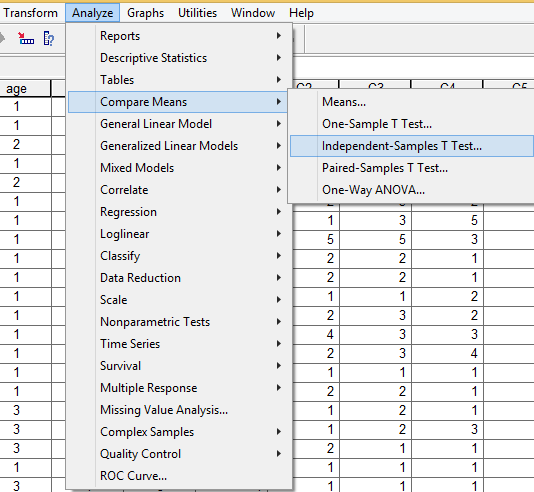 Transform Analyze Graphs Utilities Window Help
Reports
Descriptive Statistics
Tables
Compare Means
General Linear Model
Generalized Linear Models
Mixed Models
Correlate
Regression
Loglinear
Classify
Data Reduction
Scale
Nonparametric Tests
Time Series
Survival
Multiple Response
Missing Value Analysis...
Complex Samples
Quality Control
ROC Curve...
Means...
One-Sample T Test...
Independent-Samples T Test...
Paired-Samples T Test...
One-Way ANOVA...
age C2 C3 C4 C5
1
1
2
1
2
1
1 1 3 5
1 5 5 3
1 2 2 1
1 2 2 1
1 1 1 2
1 2 3 2
1 4 3 3
1 2 3 4
1 1 1 1
1 2 2 1
3 1 2 1
3 1 2 3
3 2 1 1
1 1 1 1
3 1 1 1